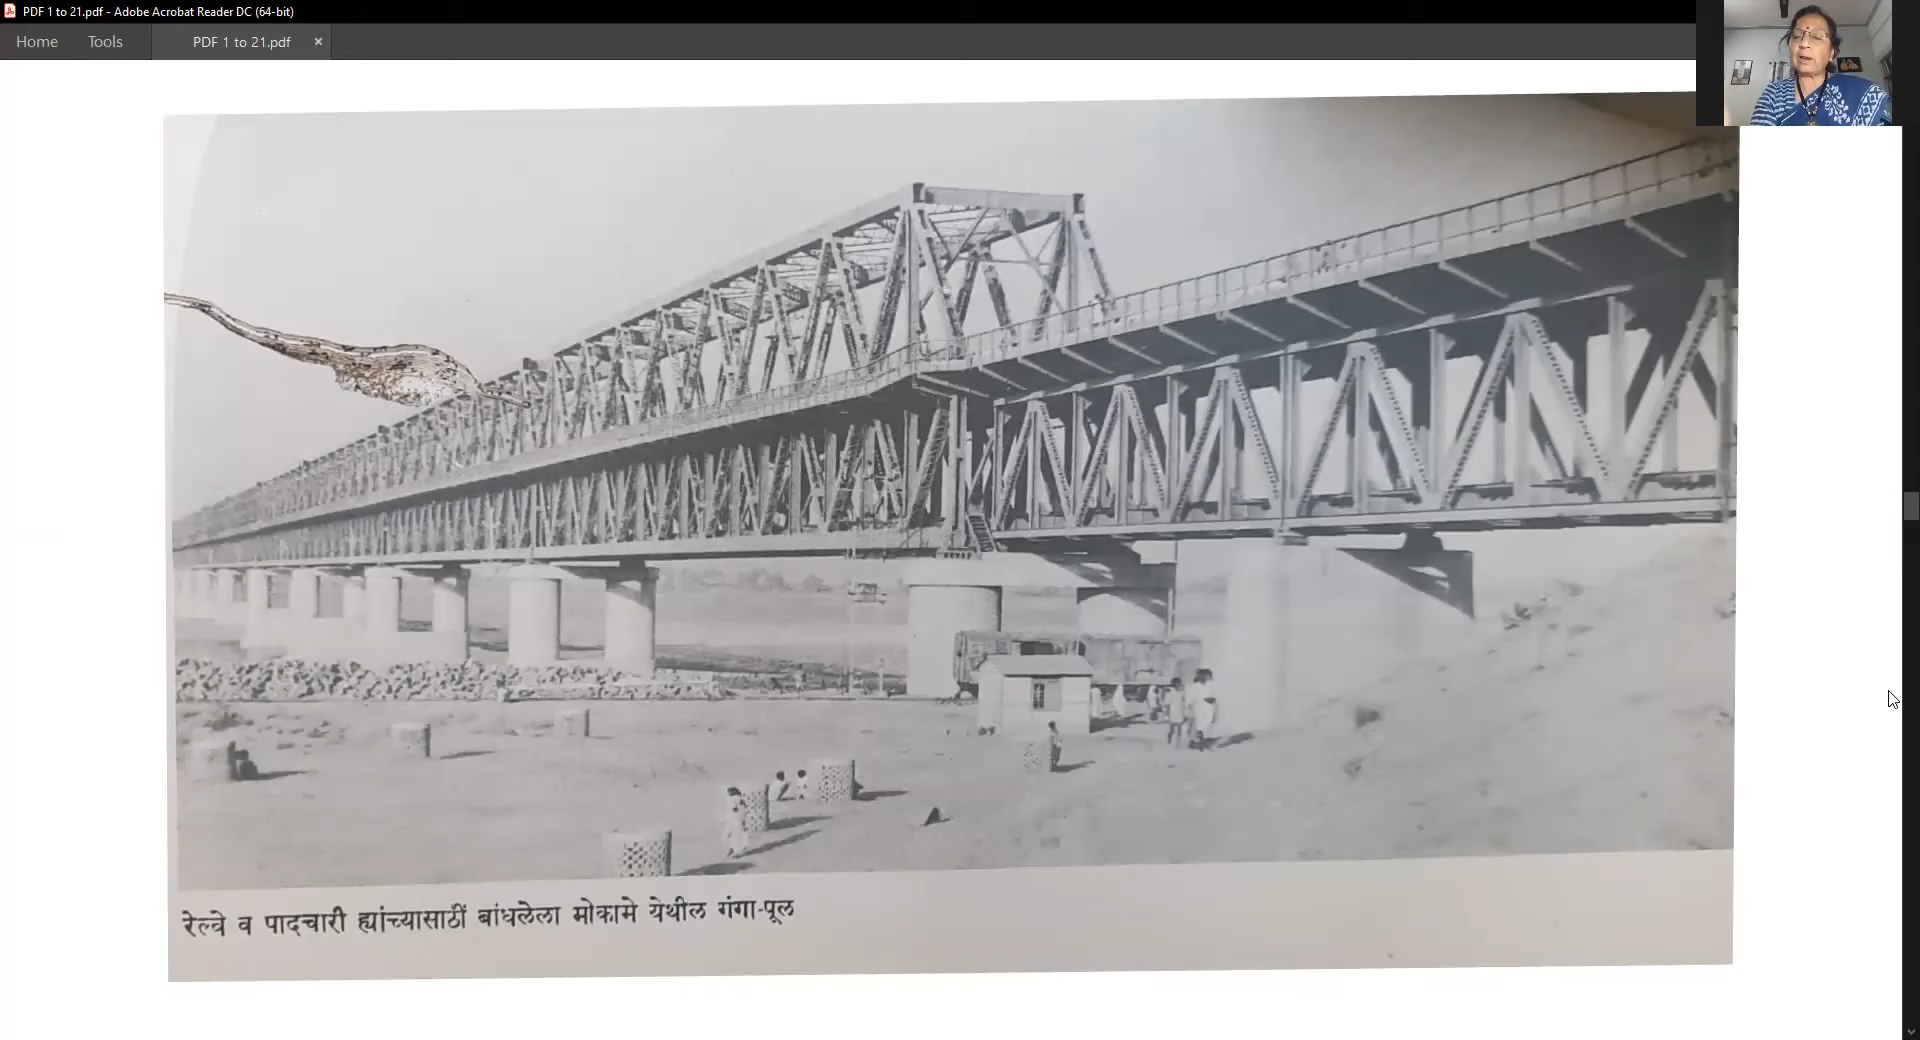 PDF 1 to 21.pdf - Adobe Acrobat Reader DC (64-bit)
Home Tools PDF 1 to 21.pdf ×
रेल्वे व पादचारी ह्यांच्यासाठीं बांधलेला मोकामे येथील गंगा-पूल